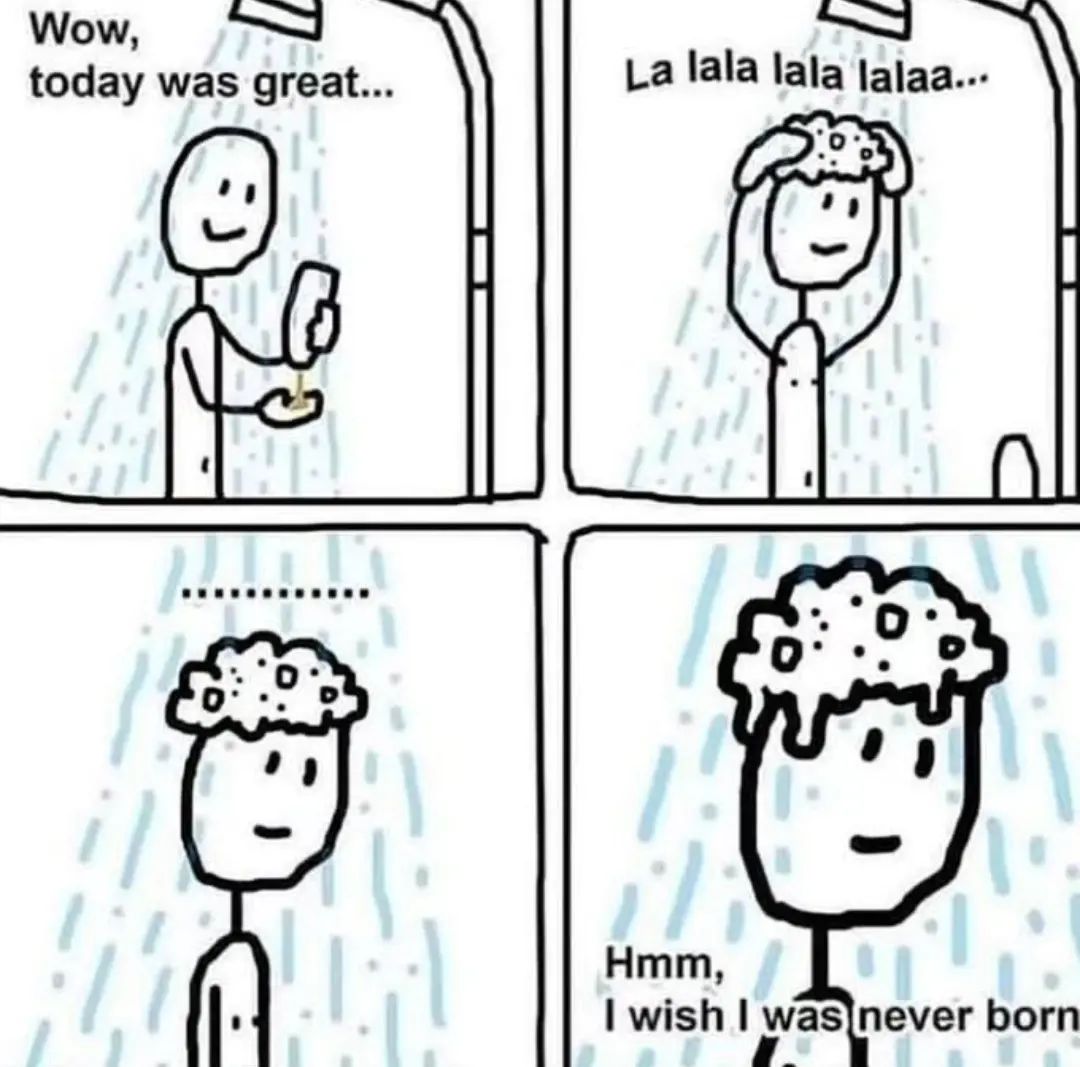 Wow,
today was great...
La lala lala lalaa...
............
Hmm,
I wish I was never born